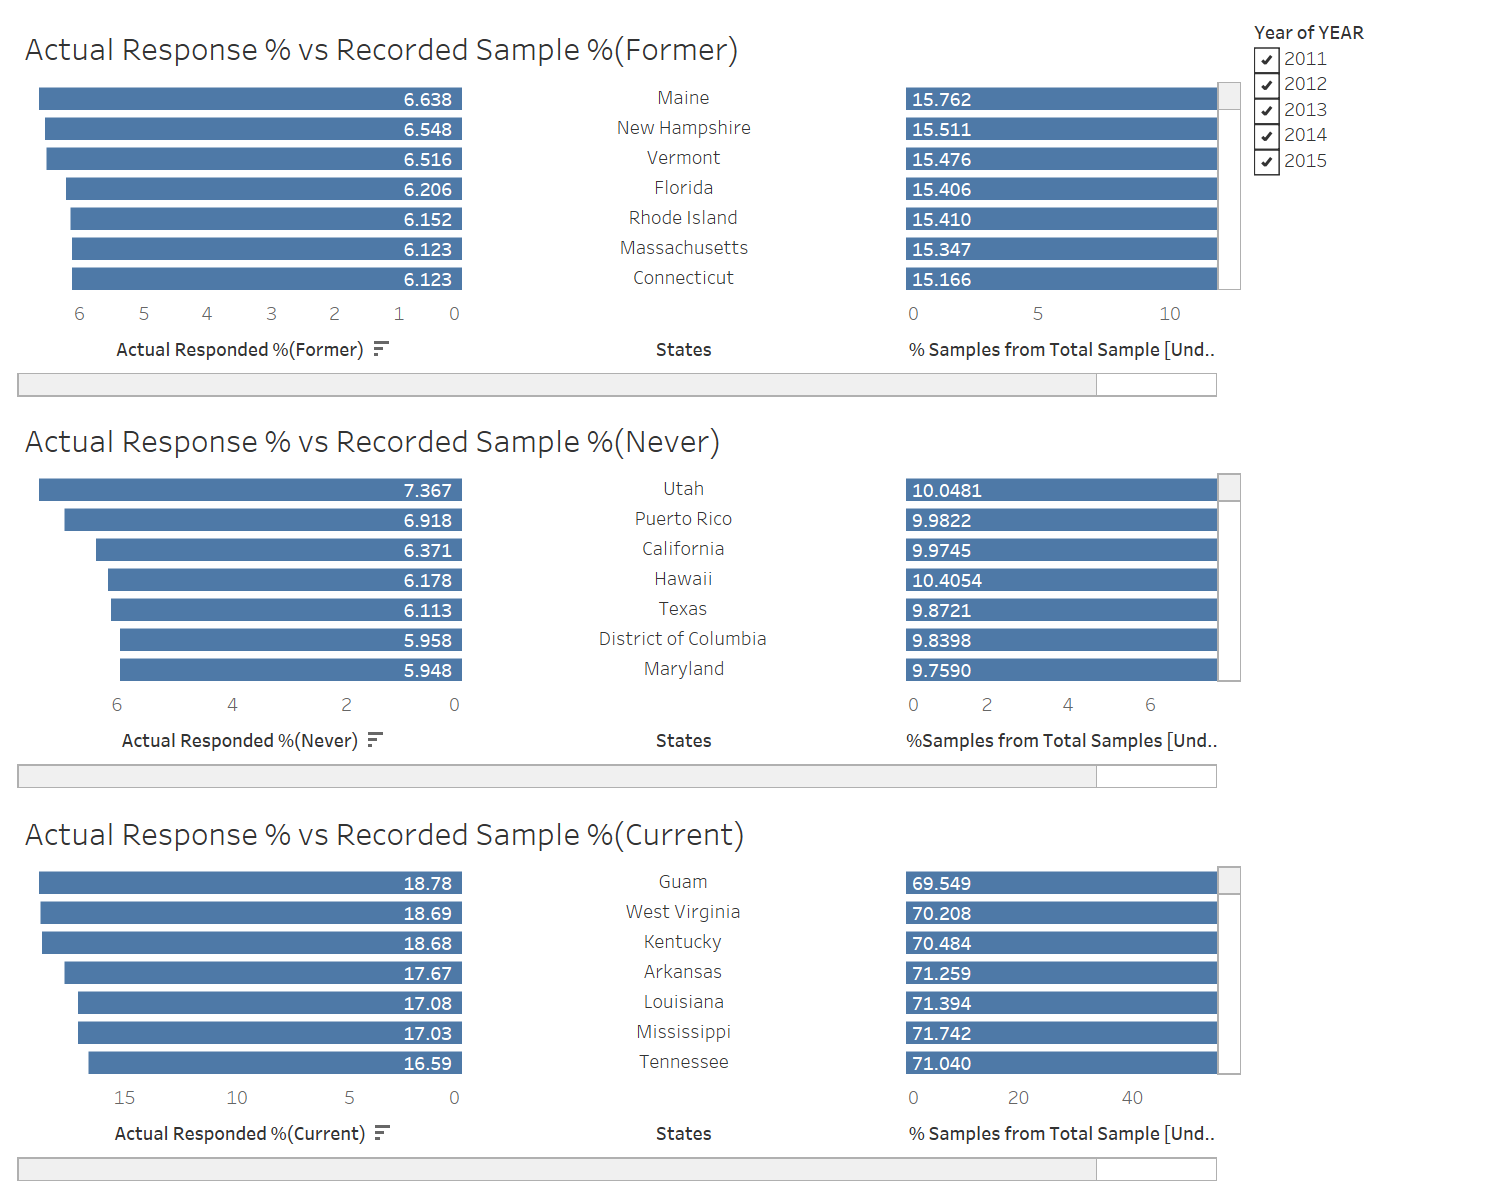 Actual Response % vs Recorded Sample %(Former)
Year of YEAR
2011
2012
2013
2014
2015
6.638 Maine 15.762
6.548 New Hampshire 15.511
6.516 Vermont 15.476
6.206 Florida 15.406
6.152 Rhode Island 15.410
6.123 Massachusetts 15.347
6.123 Connecticut 15.166
6 5 4 3 2 1 0 0 5 10
Actual Responded %(Former) States % Samples from Total Sample [Und..
Actual Response % vs Recorded Sample %(Never)
7.367 Utah 10.0481
6.918 Puerto Rico 9.9822
6.371 California 9.9745
6.178 Hawaii 10.4054
6.113 Texas 9.8721
5.958 District of Columbia 9.8398
5.948 Maryland 9.7590
6 4 2 0 0 2 4 6
Actual Responded %(Never) States %Samples from Total Samples [Und..
Actual Response % vs Recorded Sample %(Current)
18.78 Guam 69.549
18.69 West Virginia 70.208
18.68 Kentucky 70.484
17.67 Arkansas 71.259
17.08 Louisiana 71.394
17.03 Mississippi 71.742
16.59 Tennessee 71.040
15 10 5 0 0 20 40
Actual Responded %(Current) States % Samples from Total Sample [Und..